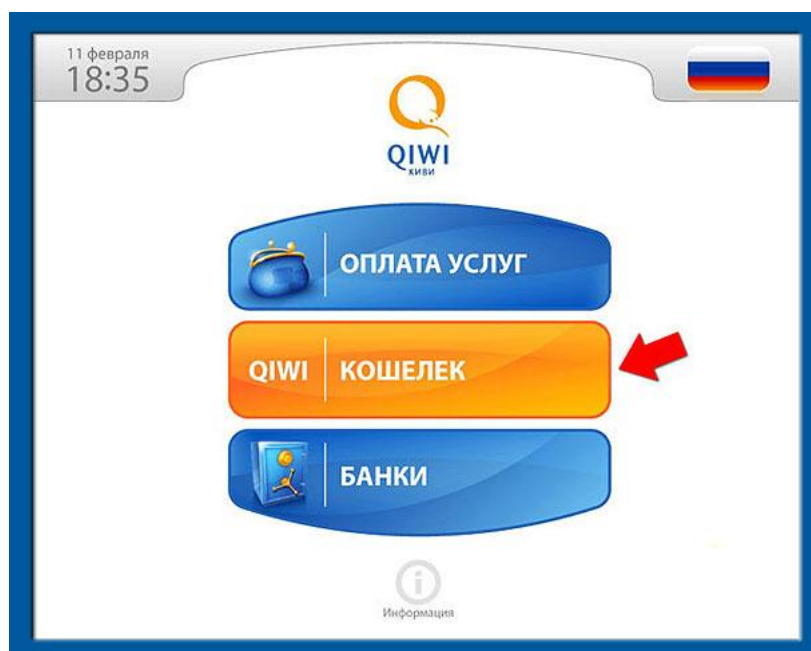 11 февраля
18:35
QIWI
КИВИ
ОПЛАТА УСЛУГ
QIWI КОШЕЛЕК
БАНКИ
i
Информация